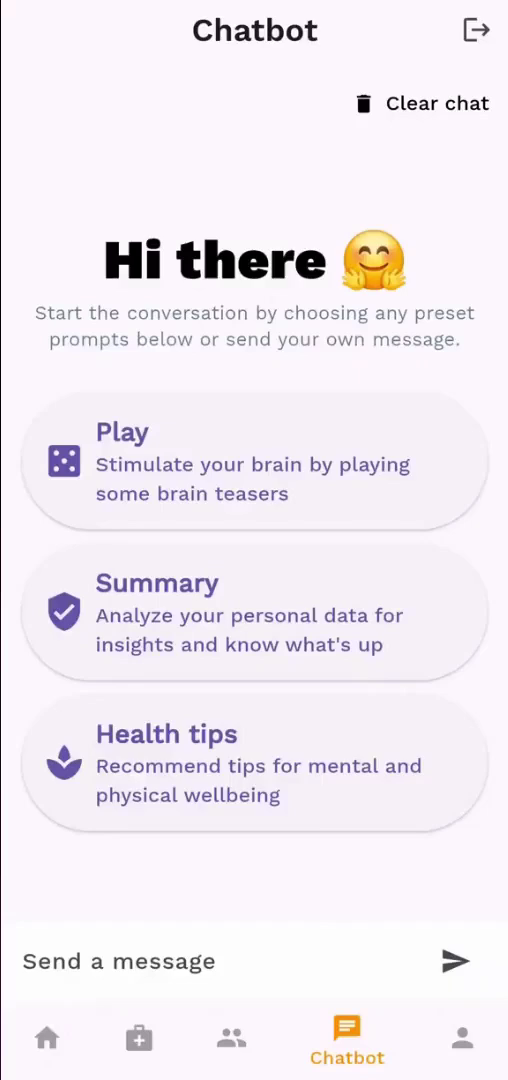 Chatbot
Clear chat
Hi there 🤗
Start the conversation by choosing any preset
prompts below or send your own message.
Play
Stimulate your brain by playing
some brain teasers
Summary
Analyze your personal data for
insights and know what's up
Health tips
Recommend tips for mental and
physical wellbeing
Send a message
Chatbot